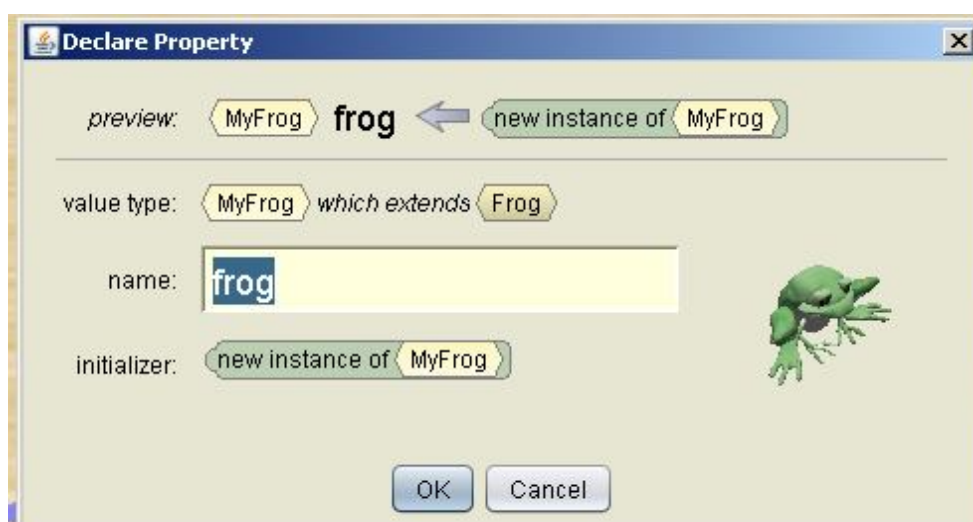 Declare Property
preview: MyFrog frog new instance of MyFrog
value type: MyFrog which extends Frog
name: frog
initializer: new instance of MyFrog
OK Cancel